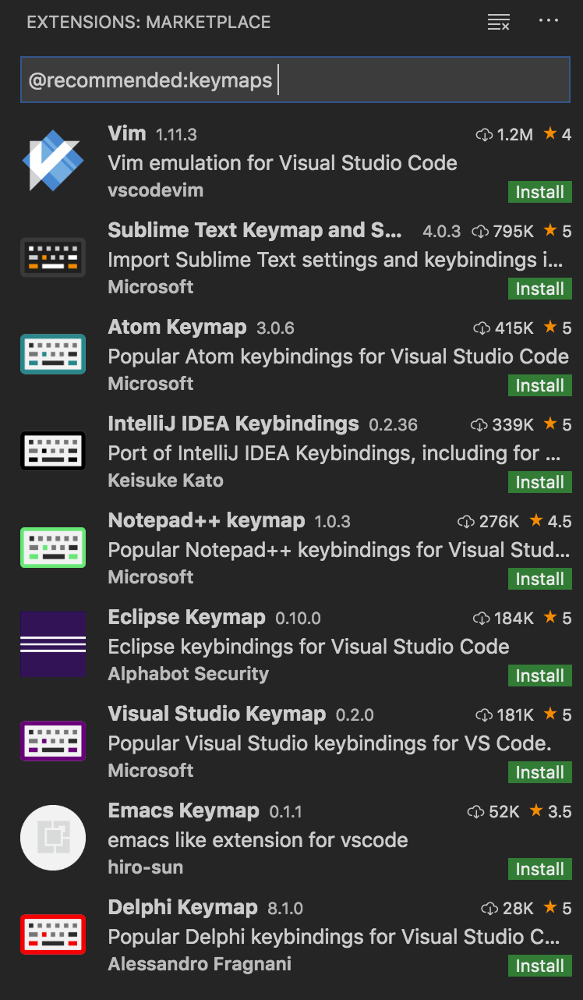 EXTENSIONS: MARKETPLACE
@recommended:keymaps
Vim 1.11.3 1.2M 4
Vim emulation for Visual Studio Code
vscodevim Install
Sublime Text Keymap and S... 4.0.3 795K 5
Import Sublime Text settings and keybindings i...
Microsoft Install
Atom Keymap 3.0.6 415K 5
Popular Atom keybindings for Visual Studio Code
Microsoft Install
IntelliJ IDEA Keybindings 0.2.36 339K 5
Port of IntelliJ IDEA Keybindings, including for ...
Keisuke Kato Install
Notepad++ keymap 1.0.3 276K 4.5
Popular Notepad++ keybindings for Visual Stud...
Microsoft Install
Eclipse Keymap 0.10.0 184K 5
Eclipse keybindings for Visual Studio Code
Alphabot Security Install
Visual Studio Keymap 0.2.0 181K 5
Popular Visual Studio keybindings for VS Code.
Microsoft Install
Emacs Keymap 0.1.1 52K 3.5
emacs like extension for vscode
hiro-sun Install
Delphi Keymap 8.1.0 28K 5
Popular Delphi keybindings for Visual Studio C...
Alessandro Fragnani Install